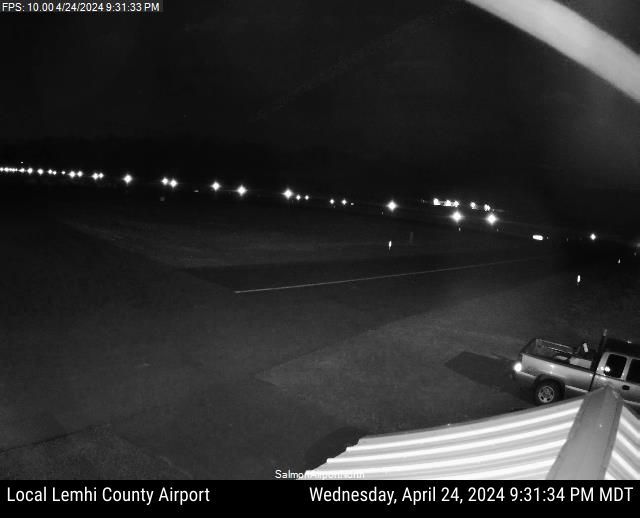 FPS: 10.00 4/24/2024 9:31:33 PM
SalmonAirportNorth
Local Lemhi County Airport Wednesday, April 24, 2024 9:31:34 PM MDT